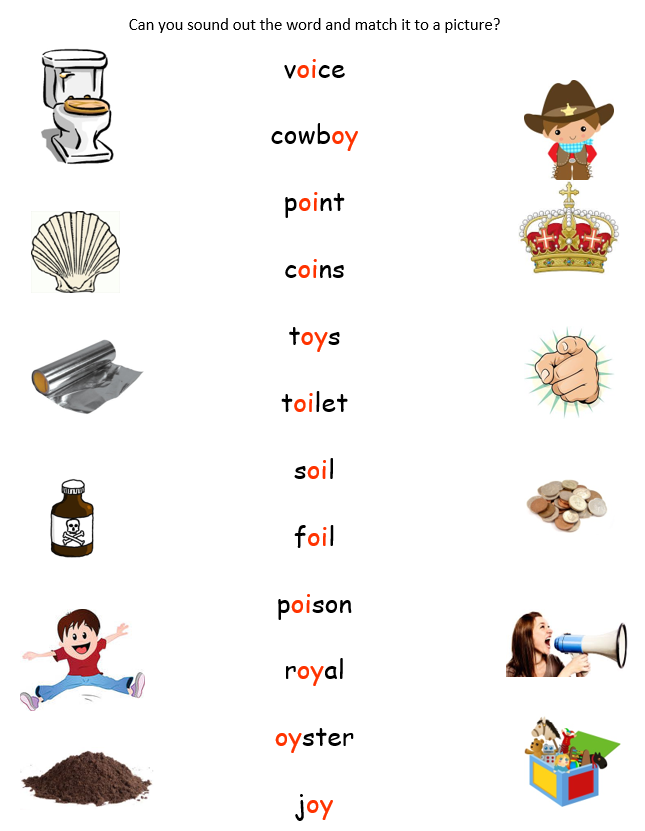 Can you sound out the word and match it to a picture?
voice
cowboy
point
coins
toys
toilet
soil
foil
poison
royal
oyster
joy